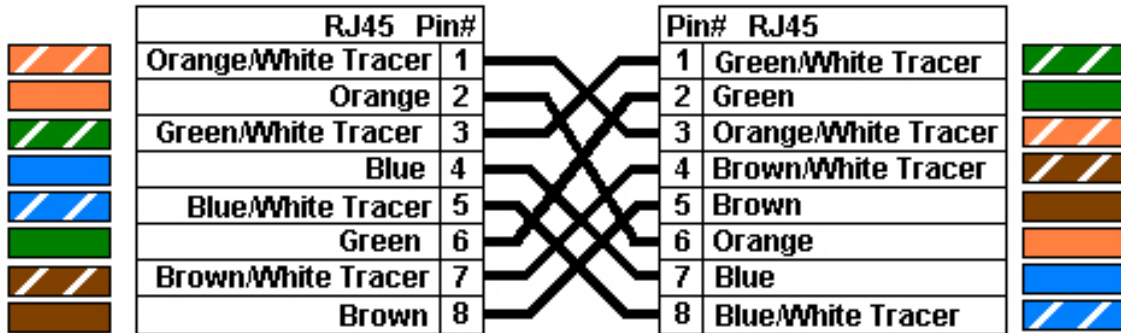 RJ45 Pin# Pin# RJ45
Orange/White Tracer 1 1 Green/White Tracer
Orange 2 2 Green
Green/White Tracer 3 3 Orange/White Tracer
Blue 4 4 Brown/White Tracer
Blue/White Tracer 5 5 Brown
Green 6 6 Orange
Brown/White Tracer 7 7 Blue
Brown 8 8 Blue/White Tracer